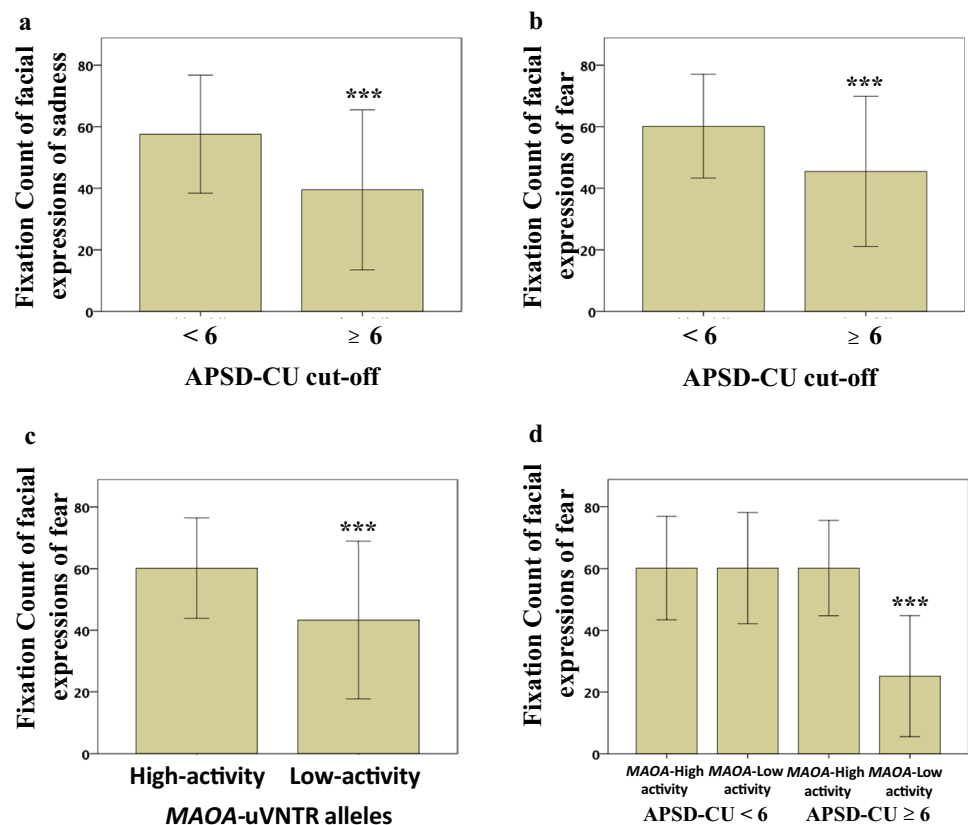 a
Fixation Count of facial
expressions of sadness
80
60
40
20
0
***
< 6
≥ 6
APSD-CU cut-off
b
Fixation Count of facial
expressions of fear
80
60
40
20
0
***
< 6
≥ 6
APSD-CU cut-off
c
Fixation Count of facial
expressions of fear
80
60
40
20
0
***
High-activity Low-activity
MAOA-uVNTR alleles
d
Fixation Count of facial
expressions of fear
80
60
40
20
0
***
MAOA-High MAOA-Low MAOA-High MAOA-Low
activity activity activity activity
APSD-CU < 6 APSD-CU ≥ 6